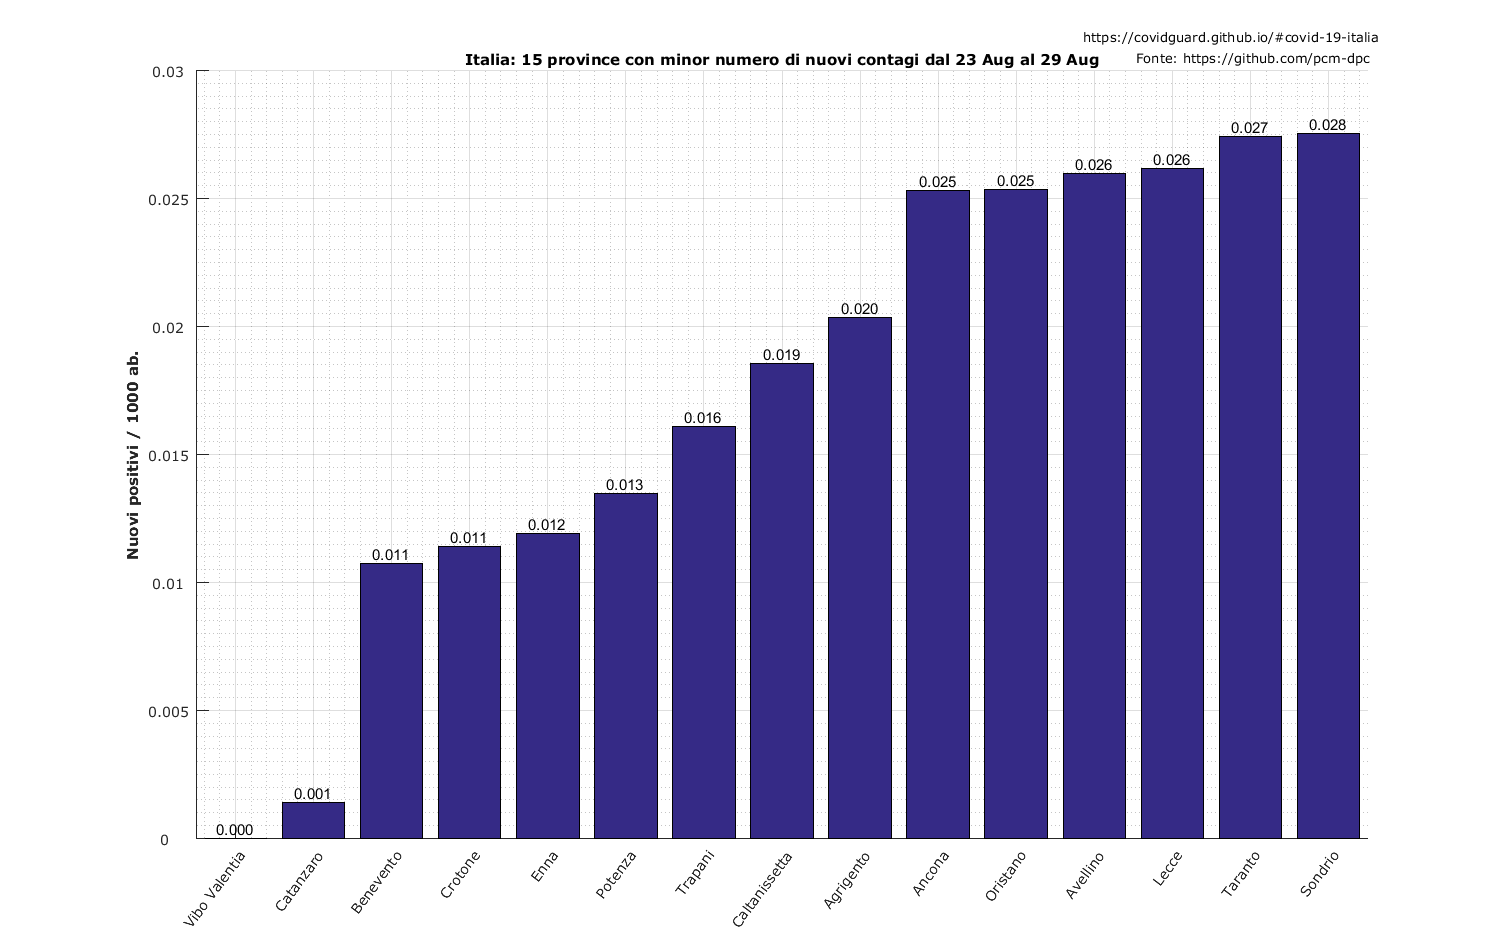 https://covidguard.github.io/#covid-19-italia
Italia: 15 province con minor numero di nuovi contagi dal 23 Aug al 29 Aug
Fonte: https://github.com/pcm-dpc
Nuovi positivi / 1000 ab.
0.03
0.025
0.02
0.015
0.01
0.005
0
0.000
0.001
0.011
0.011
0.012
0.013
0.016
0.019
0.020
0.025
0.025
0.026
0.026
0.027
0.028
Vibo Valentia
Catanzaro
Benevento
Crotone
Enna
Potenza
Trapani
Caltanissetta
Agrigento
Ancona
Oristano
Avellino
Lecce
Taranto
Sondrio